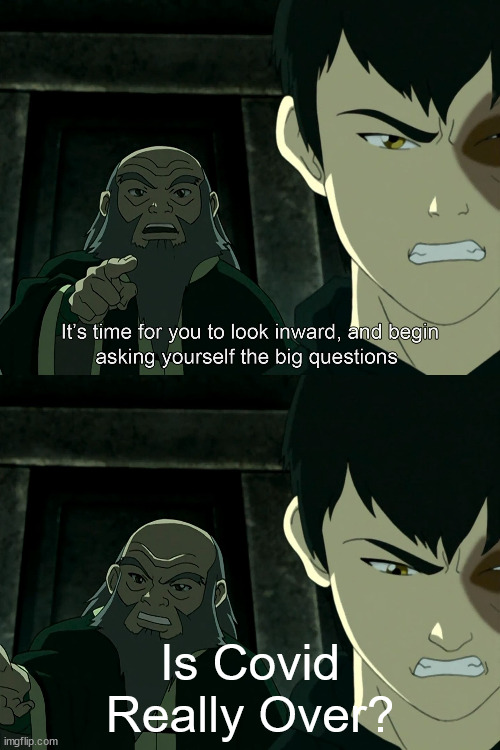 It's time for you to look inward, and begin
asking yourself the big questions
Is Covid
Really Over?
imgflip.com